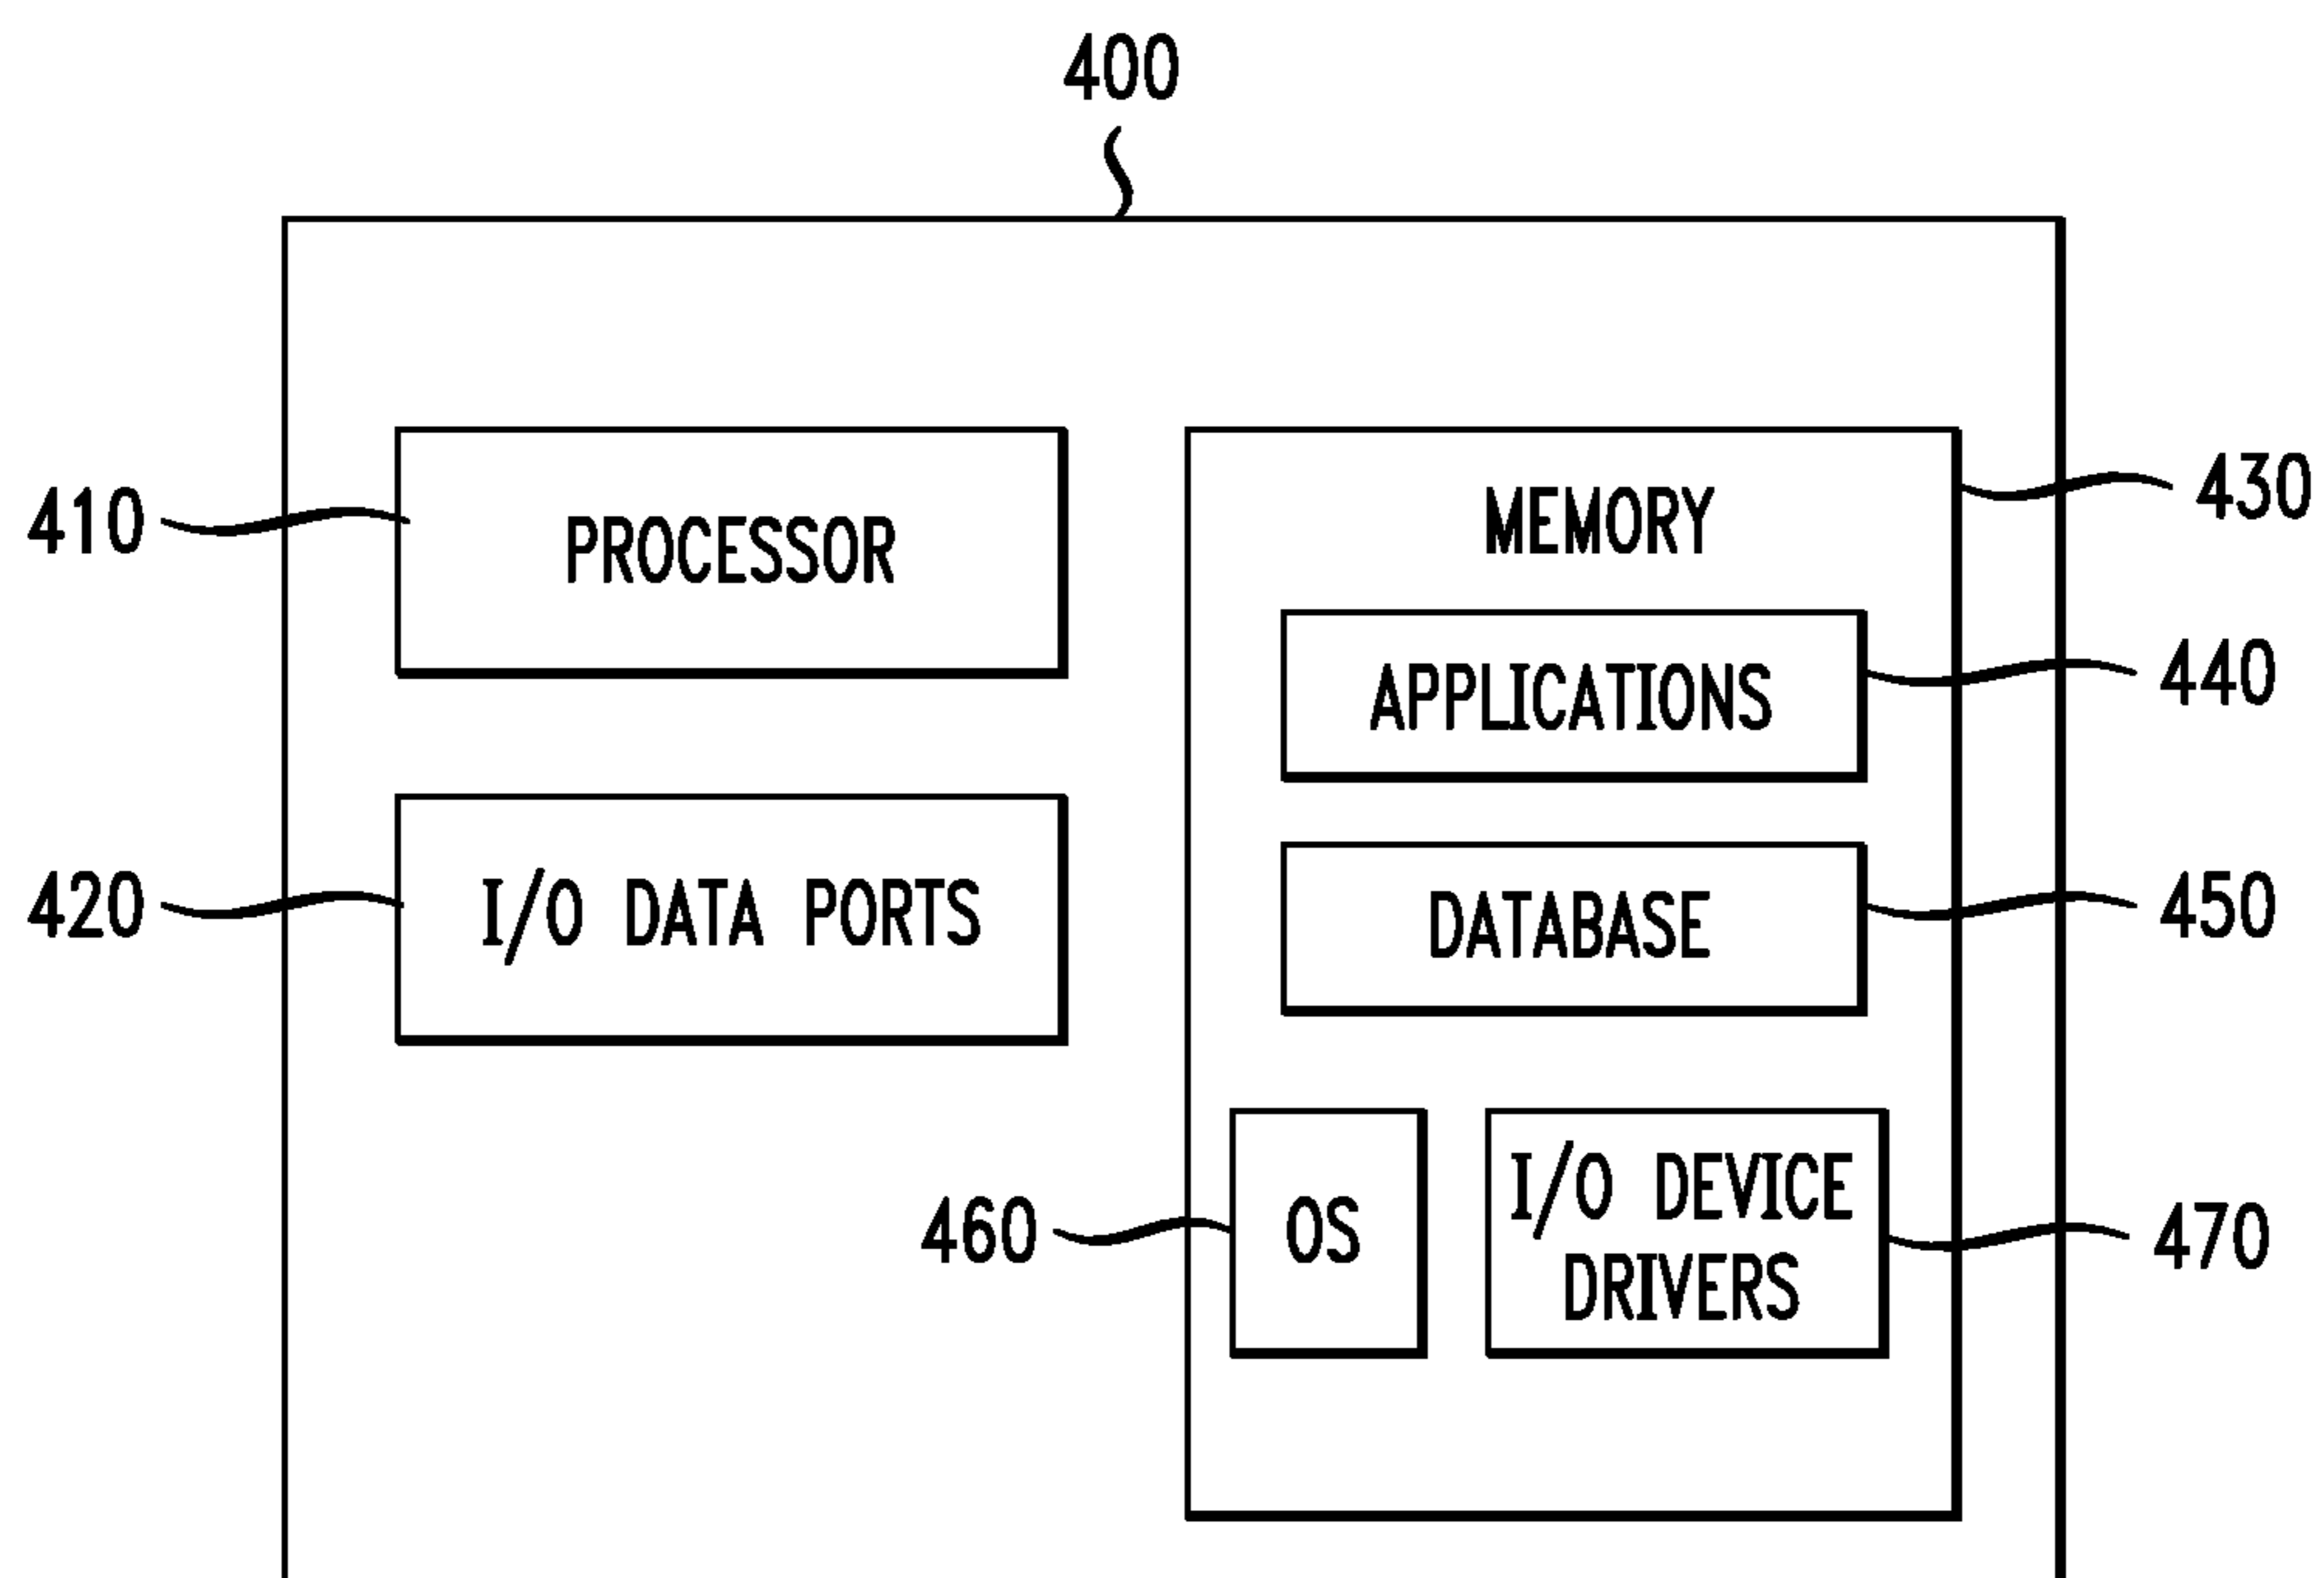 400
410
PROCESSOR
MEMORY
430
APPLICATIONS
440
420
I/O DATA PORTS
DATABASE
450
460
OS
I/O DEVICE
DRIVERS
470